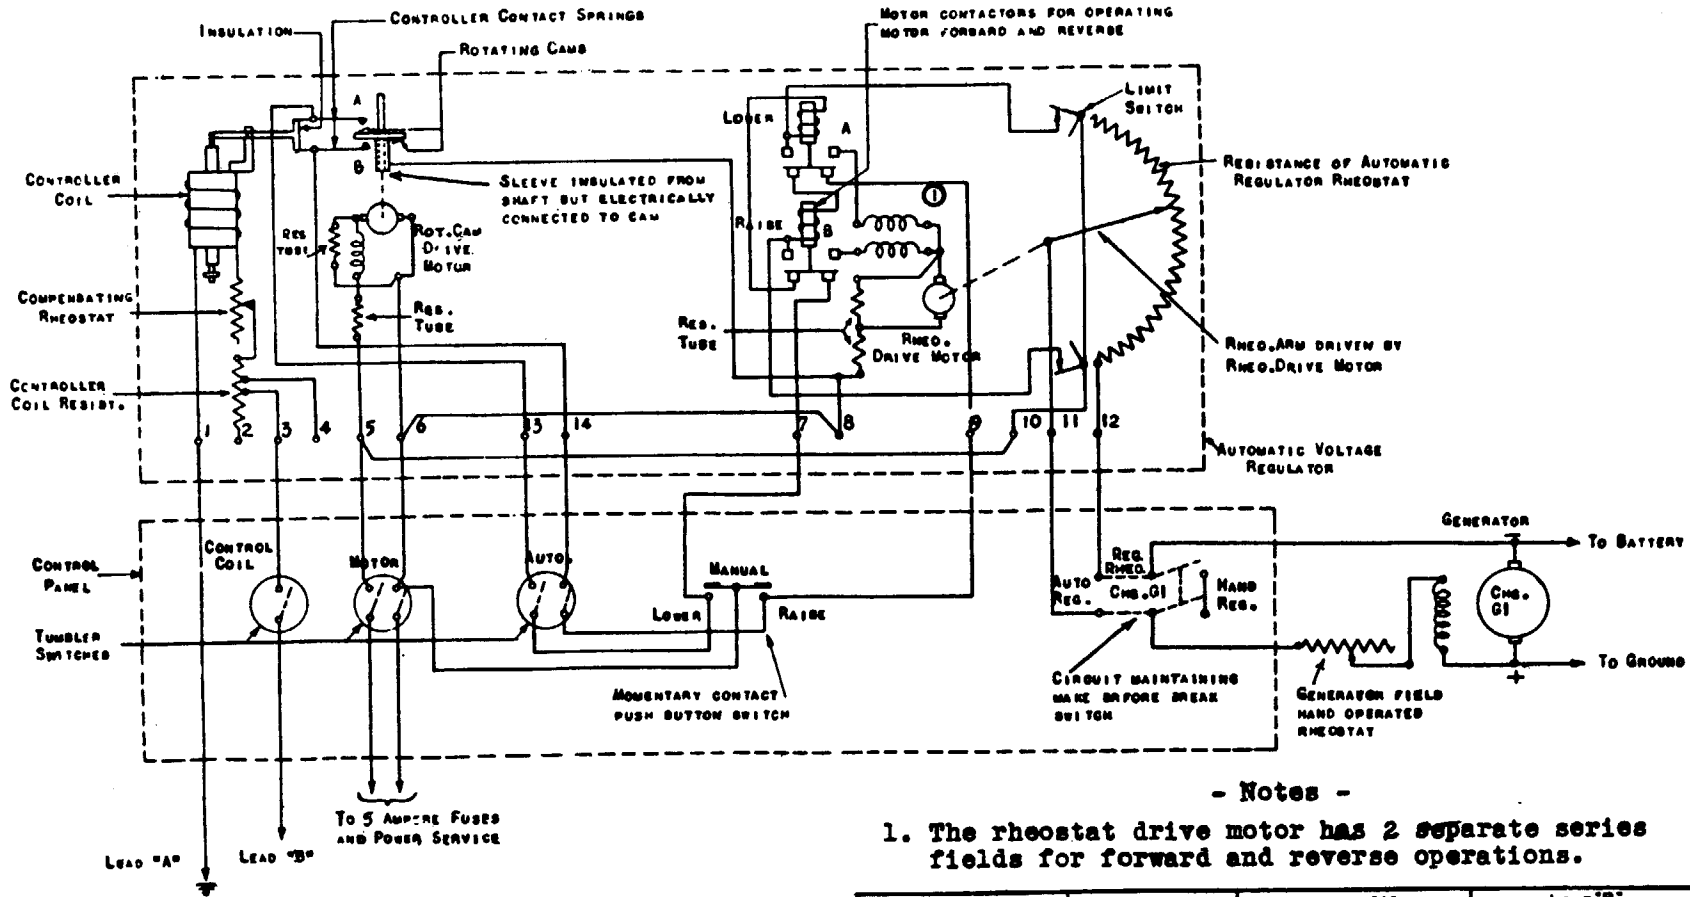 CONTROLLER CONTACT SPRINGS
INSULATION
ROTATING CAMS
MOTOR CONTACTORS FOR OPERATING
MOTOR FORWARD AND REVERSE
LIMIT
SWITCH
A
B
LOWER
A
RAISE
B
1
CONTROLLER
COIL
SLEEVE INSULATED FROM
SHAFT BUT ELECTRICALLY
CONNECTED TO CAM
RESISTANCE OF AUTOMATIC
REGULATOR RHEOSTAT
RES
TUBE
ROT. CAM
DRIVE
MOTOR
COMPENSATING
RHEOSTAT
RES.
TUBE
RES.
TUBE
RHEO.
DRIVE MOTOR
RHEO. ARM DRIVEN BY
RHEO. DRIVE MOTOR
CONTROLLER
COIL RESIST.
1 2 3 4 5 6 13 14 7 8 9 10 11 12
AUTOMATIC VOLTAGE
REGULATOR
CONTROL
PANEL
CONTROL
COIL
MOTOR
AUTO.
MANUAL
LOWER
RAISE
AUTO
REG.
REG.
RHEO.
CHG. G1
HAND
REG.
GENERATOR
-
TO BATTERY
CHG.
G1
TO GROUND
+
TUMBLER
SWITCHES
MOMENTARY CONTACT
PUSH BUTTON SWITCH
CIRCUIT MAINTAINING
MAKE BEFORE BREAK
SWITCH
GENERATOR FIELD
HAND OPERATED
RHEOSTAT
TO 5 AMPERE FUSES
AND POWER SERVICE
LEAD "A"
LEAD "B"
- Notes -
1. The rheostat drive motor has 2 separate series
fields for forward and reverse operations.